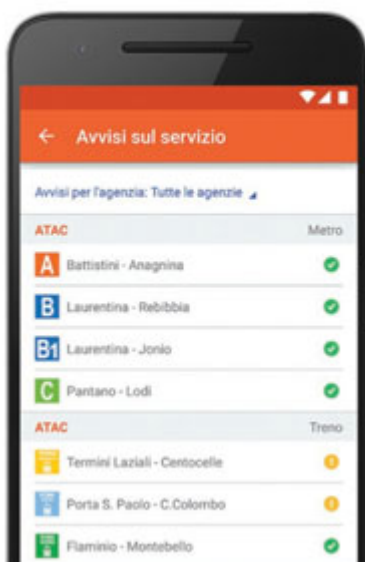 Avvisi sul servizio
Avvisi per l'agenzia: Tutte le agenzie
ATAC Metro
A Battistini - Anagnina
B Laurentina - Rebibbia
B1 Laurentina - Jonio
C Pantano - Lodi
ATAC Treno
Termini Laziali - Centocelle
Porta S. Paolo - C.Colombo
Flaminio - Montebello